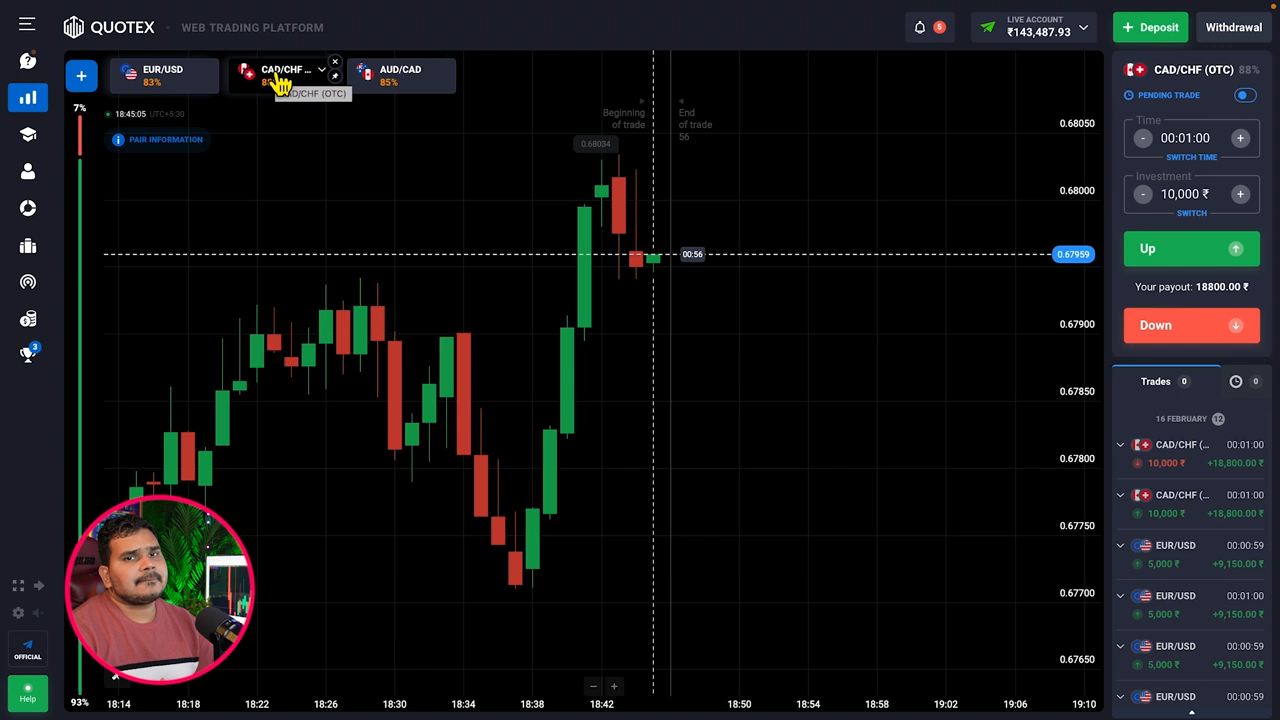 QUOTEX
WEB TRADING PLATFORM
5
LIVE ACCOUNT
₹143,487.93
+ Deposit
Withdrawal
EUR/USD
83%
CAD/CHF ...
CAD/CHF (OTC)
AUD/CAD
85%
7%
18:45:05 UTC+5:30
PAIR INFORMATION
Beginning
of trade
End
of trade
56
0.68034
00:56
0.68050
0.68000
0.67959
0.67900
0.67850
0.67800
0.67750
0.67700
0.67650
93%
18:14
18:18
18:22
18:26
18:30
18:34
18:38
18:42
18:50
18:54
18:58
19:02
19:06
19:10
3
OFFICIAL
Help
CAD/CHF (OTC) 88%
PENDING TRADE
Time
- 00:01:00 +
SWITCH TIME
Investment
- 10,000 ₹ +
SWITCH
Up
Your payout: 18800.00 ₹
Down
Trades 0
0
16 FEBRUARY 12
CAD/CHF (... 00:01:00
10,000 ₹ +18,800.00 ₹
CAD/CHF (... 00:01:00
10,000 ₹ +18,800.00 ₹
EUR/USD 00:00:59
5,000 ₹ +9,150.00 ₹
EUR/USD 00:01:00
5,000 ₹ +9,150.00 ₹
EUR/USD 00:00:59
5,000 ₹ +9,150.00 ₹
EUR/USD 00:00:59